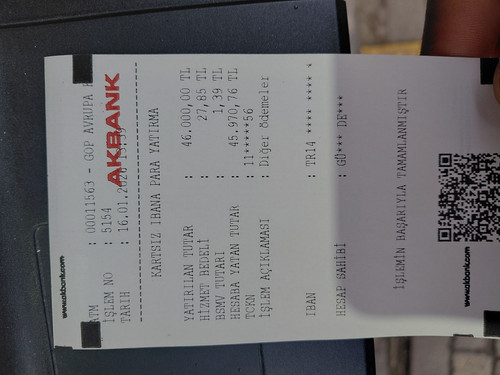 www.akbank.com
AKBANK
ATM : 00011563 - GOP AVRUPA
İŞLEM NO : 5154
TARİH : 16.01.2026
KARTSIZ IBANA PARA YATIRMA
YATIRILAN TUTAR : 46.000,00 TL
HİZMET BEDELİ : 27,85 TL
BSMV TUTARI : 1,39 TL
HESABA YATAN TUTAR : 45.970,76 TL
TCKN : 11*****56
İŞLEM AÇIKLAMASI : Diğer Ödemeler
IBAN : TR14 **** **** *
HESAP SAHİBİ : GÜ*** DE***
İŞLEMİN BAŞARIYLA TAMAMLANMIŞTIR
www.akbank.com